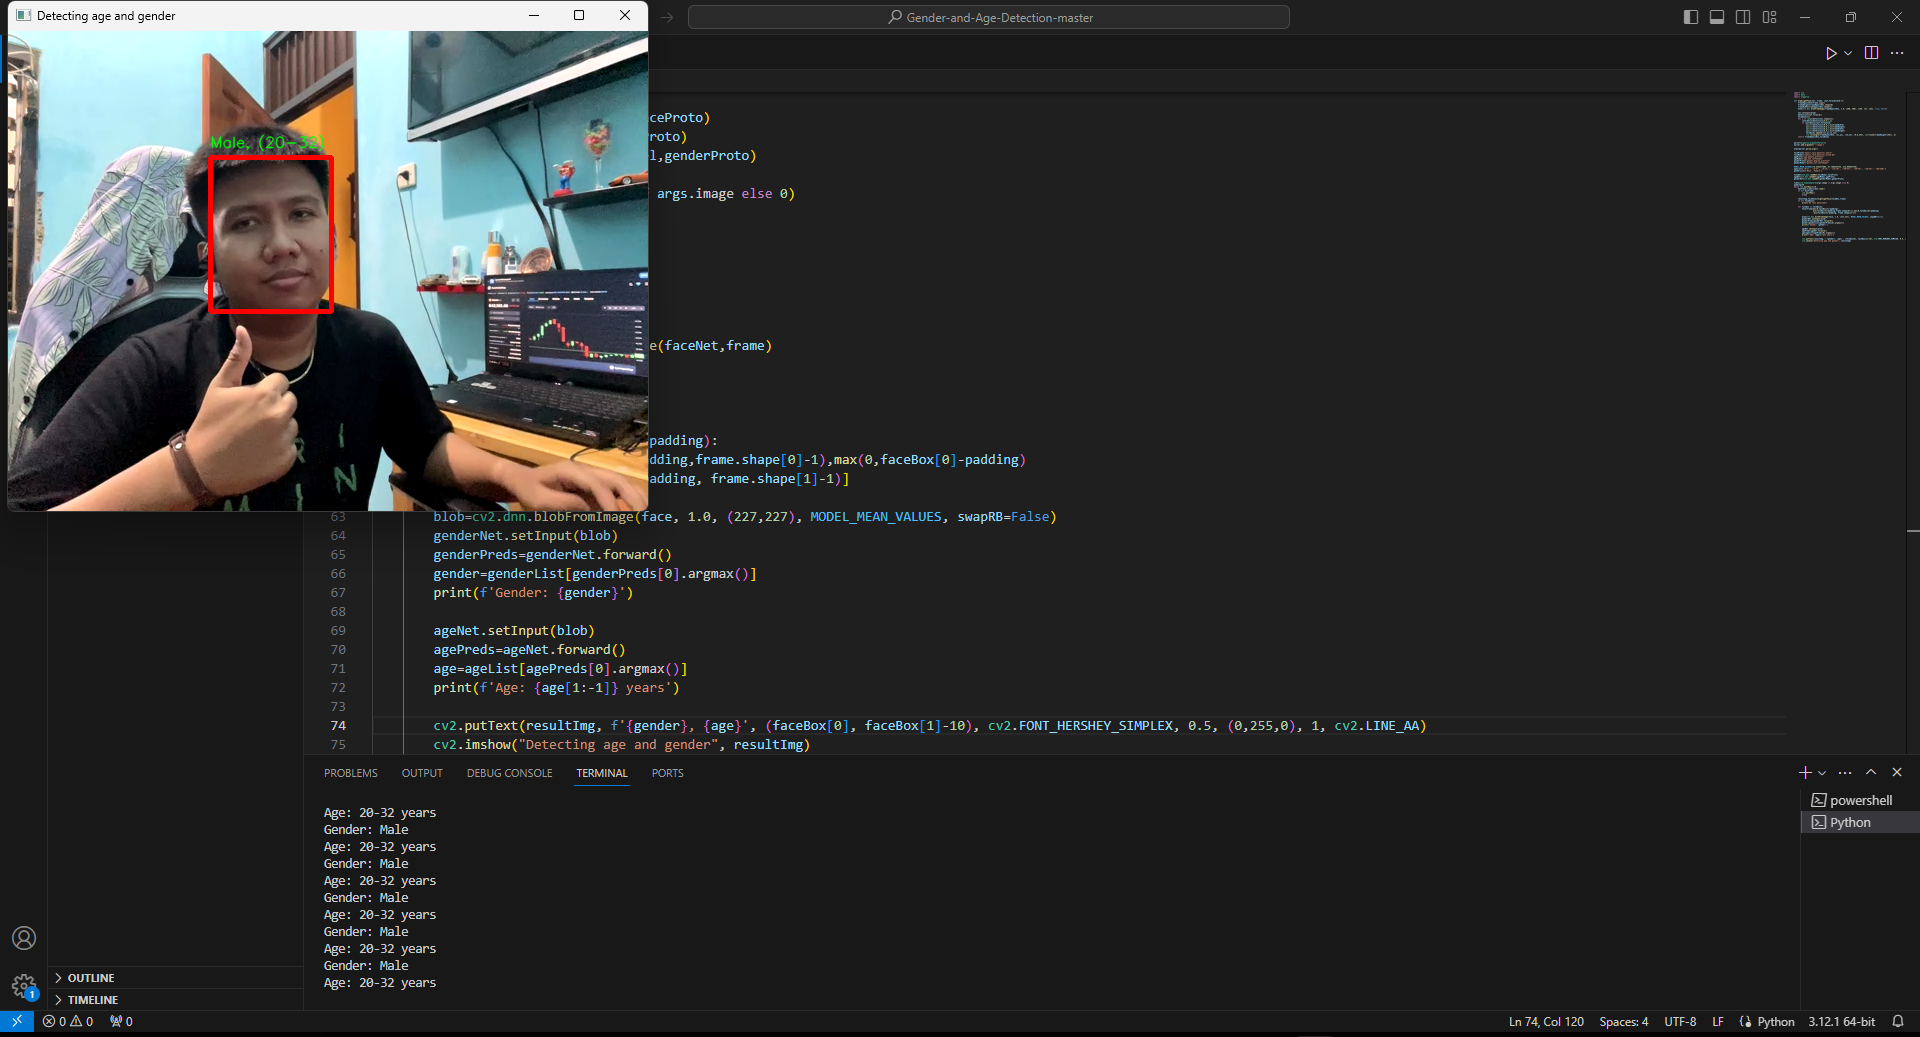 Detecting age and gender
Gender-and-Age-Detection-master
Male, (20-32)
ceProto)
roto)
l,genderProto)
args.image else 0)
e(faceNet,frame)
padding):
dding,frame.shape[0]-1),max(0,faceBox[0]-padding)
adding, frame.shape[1]-1)]
63 blob=cv2.dnn.blobFromImage(face, 1.0, (227,227), MODEL_MEAN_VALUES, swapRB=False)
64 genderNet.setInput(blob)
65 genderPreds=genderNet.forward()
66 gender=genderList[genderPreds[0].argmax()]
67 print(f'Gender: {gender}')
68
69 ageNet.setInput(blob)
70 agePreds=ageNet.forward()
71 age=ageList[agePreds[0].argmax()]
72 print(f'Age: {age[1:-1]} years')
73
74 cv2.putText(resultImg, f'{gender}, {age}', (faceBox[0], faceBox[1]-10), cv2.FONT_HERSHEY_SIMPLEX, 0.5, (0,255,0), 1, cv2.LINE_AA)
75 cv2.imshow("Detecting age and gender", resultImg)
PROBLEMS OUTPUT DEBUG CONSOLE TERMINAL PORTS
Age: 20-32 years
Gender: Male
Age: 20-32 years
Gender: Male
Age: 20-32 years
Gender: Male
Age: 20-32 years
Gender: Male
Age: 20-32 years
Gender: Male
Age: 20-32 years
powershell
Python
OUTLINE
TIMELINE
1
0 0 0
Ln 74, Col 120 Spaces: 4 UTF-8 LF Python 3.12.1 64-bit